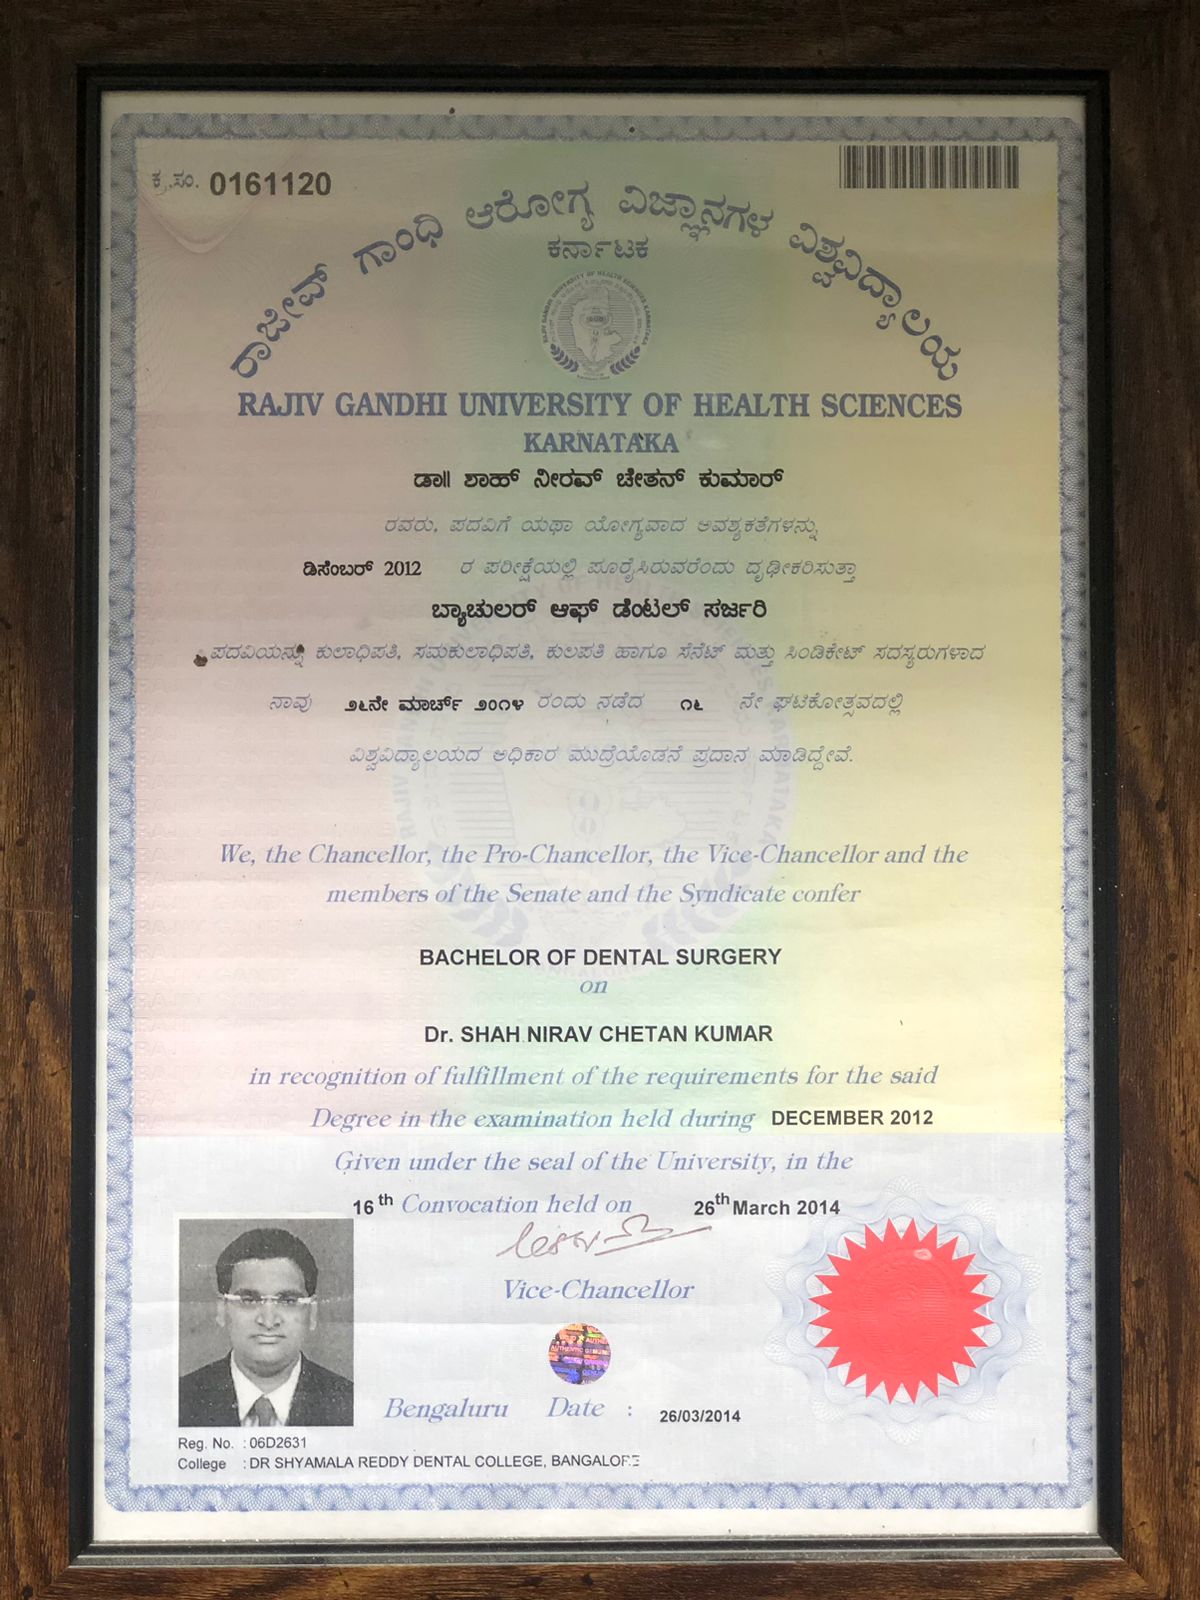 ಕ್ರ.ಸಂ. 0161120
ರಾಜೀವ್ ಗಾಂಧಿ ಆರೋಗ್ಯ ವಿಜ್ಞಾನಗಳ ವಿಶ್ವವಿದ್ಯಾಲಯ
ಕರ್ನಾಟಕ
RAJIV GANDHI UNIVERSITY OF HEALTH SCIENCES KARNATAKA
RAJIV GANDHI UNIVERSITY OF HEALTH SCIENCES
KARNATAKA
ಡಾ|| ಶಾಹ್ ನೀರವ್ ಚೇತನ್ ಕುಮಾರ್
ರವರು, ಪದವಿಗೆ ಯಥಾ ಯೋಗ್ಯವಾದ ಅವಶ್ಯಕತೆಗಳನ್ನು
ಡಿಸೆಂಬರ್ 2012 ರ ಪರೀಕ್ಷೆಯಲ್ಲಿ ಪೂರೈಸಿರುವರೆಂದು ದೃಢೀಕರಿಸುತ್ತಾ
ಬ್ಯಾಚುಲರ್ ಆಫ್ ಡೆಂಟಲ್ ಸರ್ಜರಿ
ಪದವಿಯನ್ನು ಕುಲಾಧಿಪತಿ, ಸಮಕುಲಾಧಿಪತಿ, ಕುಲಪತಿ ಹಾಗೂ ಸೆನೆಟ್ ಮತ್ತು ಸಿಂಡಿಕೇಟ್ ಸದಸ್ಯರುಗಳಾದ
ನಾವು ೨೬ನೇ ಮಾರ್ಚ್ ೨೦೧೪ ರಂದು ನಡೆದ ೧೬ ನೇ ಘಟಿಕೋತ್ಸವದಲ್ಲಿ
ವಿಶ್ವವಿದ್ಯಾಲಯದ ಅಧಿಕಾರ ಮುದ್ರೆಯೊಡನೆ ಪ್ರದಾನ ಮಾಡಿದ್ದೇವೆ.
We, the Chancellor, the Pro-Chancellor, the Vice-Chancellor and the
members of the Senate and the Syndicate confer
BACHELOR OF DENTAL SURGERY
on
Dr. SHAH NIRAV CHETAN KUMAR
in recognition of fulfillment of the requirements for the said
Degree in the examination held during DECEMBER 2012
Given under the seal of the University, in the
16th Convocation held on 26th March 2014
Vice-Chancellor
Bengaluru Date : 26/03/2014
Reg. No. : 06D2631
College : DR SHYAMALA REDDY DENTAL COLLEGE, BANGALORE